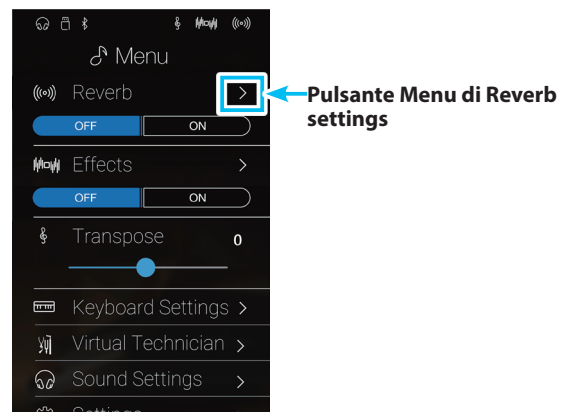 Menu
Reverb
OFF ON
Effects
OFF ON
Transpose 0
Keyboard Settings
Virtual Technician
Sound Settings
Settings
Pulsante Menu di Reverb
settings